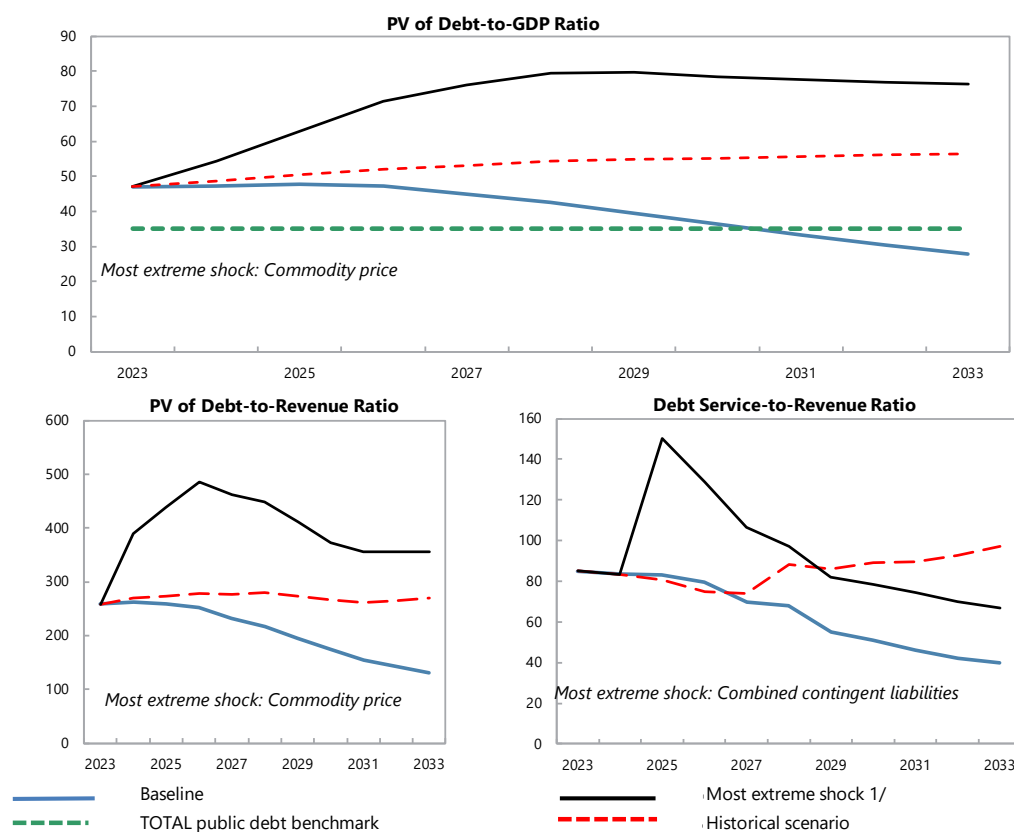 PV of Debt-to-GDP Ratio
90
80
70
60
50
40
30
20
10
0
Most extreme shock: Commodity price
2023 2025 2027 2029 2031 2033
PV of Debt-to-Revenue Ratio
600
500
400
300
200
100
0
Most extreme shock: Commodity price
2023 2025 2027 2029 2031 2033
Debt Service-to-Revenue Ratio
160
140
120
100
80
60
40
20
0
Most extreme shock: Combined contingent liabilities
2023 2025 2027 2029 2031 2033
Baseline
Most extreme shock 1/
TOTAL public debt benchmark
Historical scenario